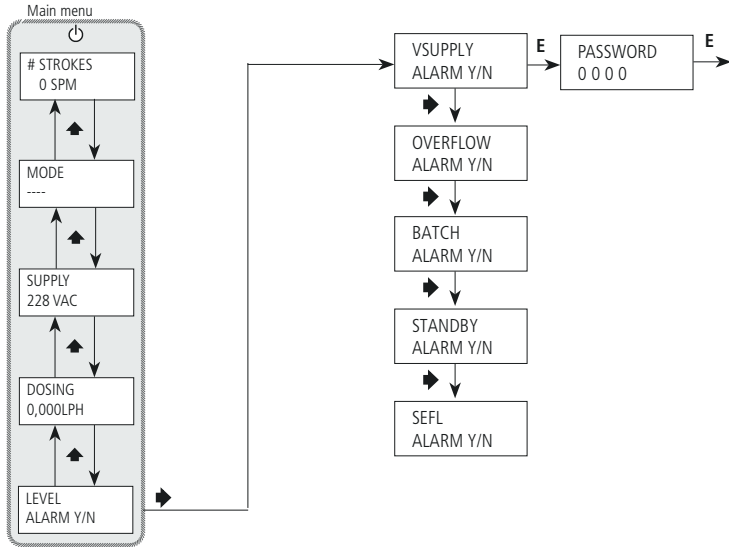 Main menu
# STROKES
0 SPM
MODE
----
SUPPLY
228 VAC
DOSING
0,000LPH
LEVEL
ALARM Y/N
VSUPPLY
ALARM Y/N
E
PASSWORD
0 0 0 0
E
OVERFLOW
ALARM Y/N
BATCH
ALARM Y/N
STANDBY
ALARM Y/N
SEFL
ALARM Y/N